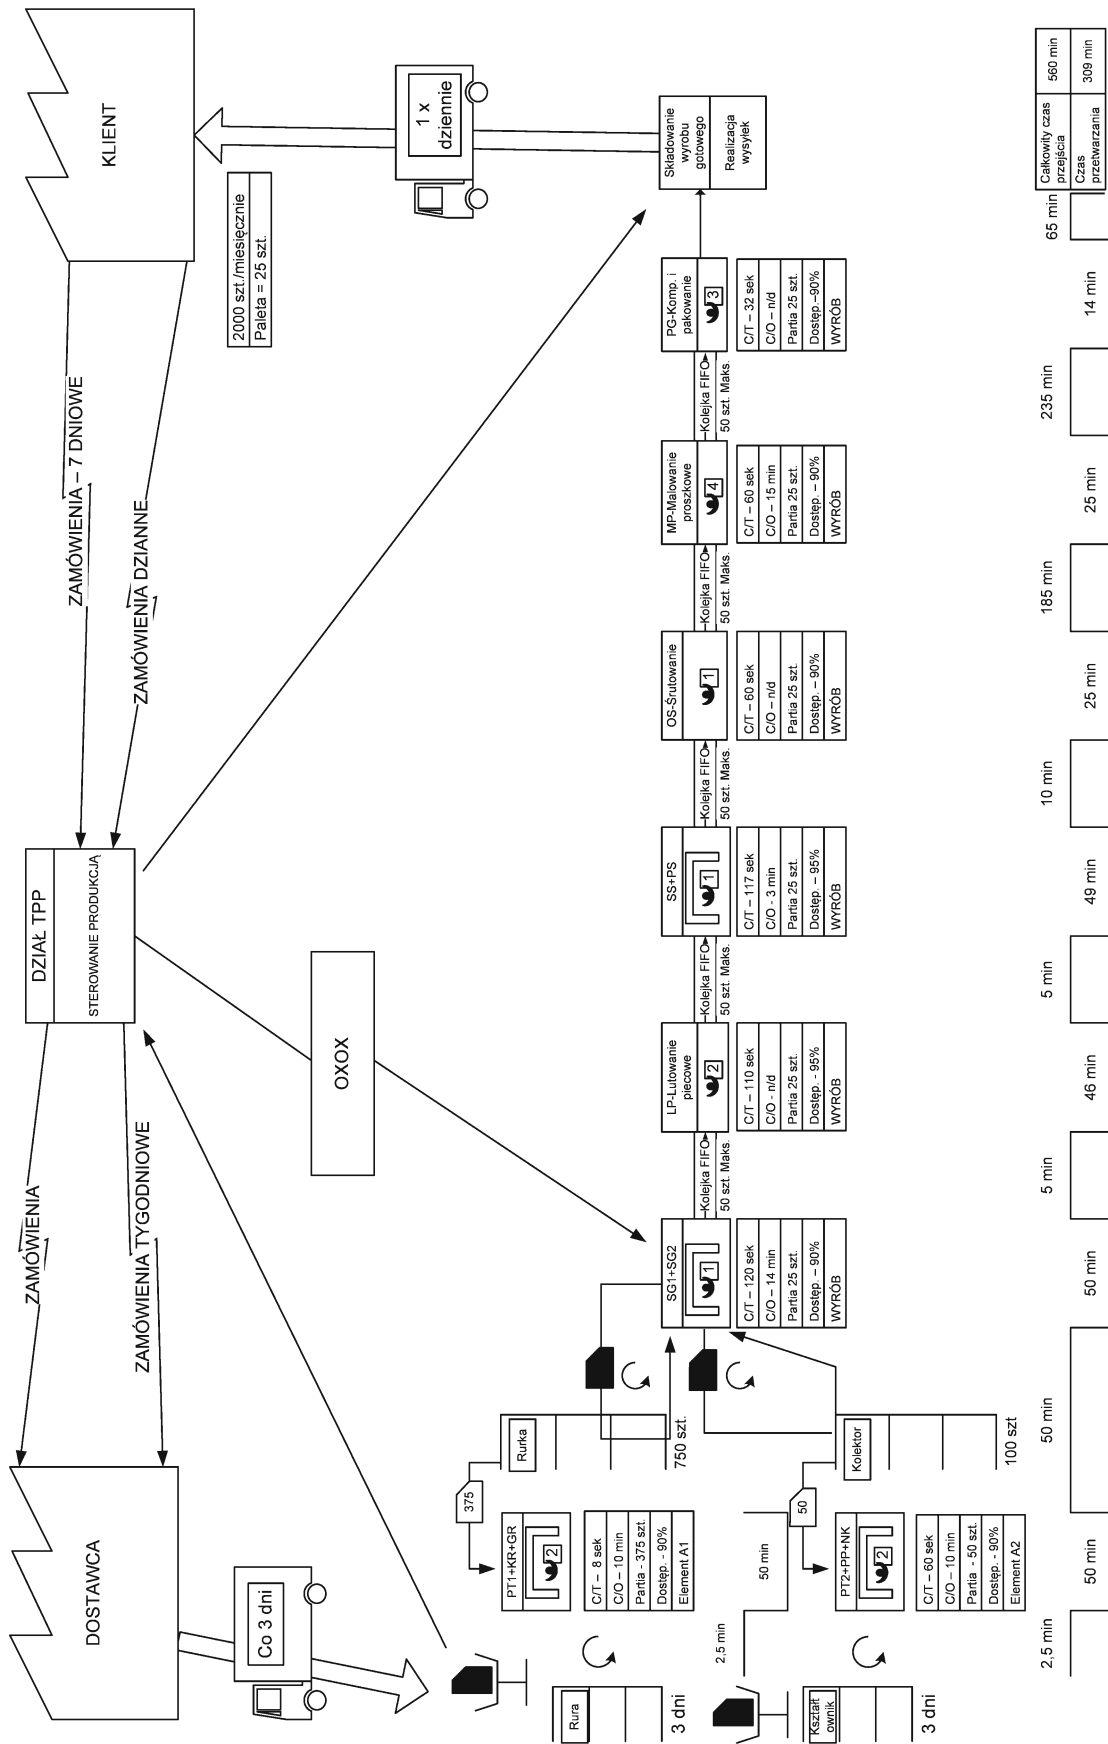 DOSTAWCA
Co 3 dni
ZAMÓWIENIA
ZAMÓWIENIA TYGODNIOWE
DZIAŁ TPP
STEROWANIE PRODUKCJĄ
ZAMÓWIENIA – 7 DNIOWE
ZAMÓWIENIA DZIANNE
KLIENT
2000 szt./miesięcznie
Paleta = 25 szt.
1 x
dziennie
OXOX
Rura
3 dni
Kształt
ownik
3 dni
375
PT1+KR+GR
2
C/T – 8 sek
C/O – 10 min
Partia - 375 szt.
Dostęp. - 90%
Element A1
Rurka
750 szt.
2,5 min
50 min
50
PT2+PP+NK
2
C/T – 60 sek
C/O – 10 min
Partia - 50 szt.
Dostęp. - 90%
Element A2
Kolektor
100 szt
SG1+SG2
1
C/T – 120 sek
C/O – 14 min
Partia 25 szt.
Dostęp. – 90%
WYRÓB
Kolejka FIFO
50 szt. Maks.
LP-Lutowanie
piecowe
2
C/T – 110 sek
C/O - n/d
Partia 25 szt.
Dostęp. - 95%
WYRÓB
Kolejka FIFO
50 szt. Maks.
SS+PS
1
C/T – 117 sek
C/O - 3 min
Partia 25 szt.
Dostęp. – 95%
WYRÓB
Kolejka FIFO
50 szt. Maks.
OS-Śrutowanie
1
C/T – 60 sek
C/O – n/d
Partia 25 szt.
Dostęp. – 90%
WYRÓB
Kolejka FIFO
50 szt. Maks.
MP-Malowanie
proszkowe
4
C/T – 60 sek
C/O – 15 min
Partia 25 szt.
Dostęp. – 90%
WYRÓB
Kolejka FIFO
50 szt. Maks.
PG-Komp. i
pakowanie
3
C/T – 32 sek
C/O – n/d
Partia 25 szt.
Dostęp.–90%
WYRÓB
Składowanie
wyrobu
gotowego
Realizacja
wysyłek
2,5 min
50 min
50 min
50 min
5 min
46 min
5 min
49 min
10 min
25 min
185 min
25 min
235 min
14 min
65 min
Całkowity czas
przejścia
560 min
Czas
przetwarzania
309 min